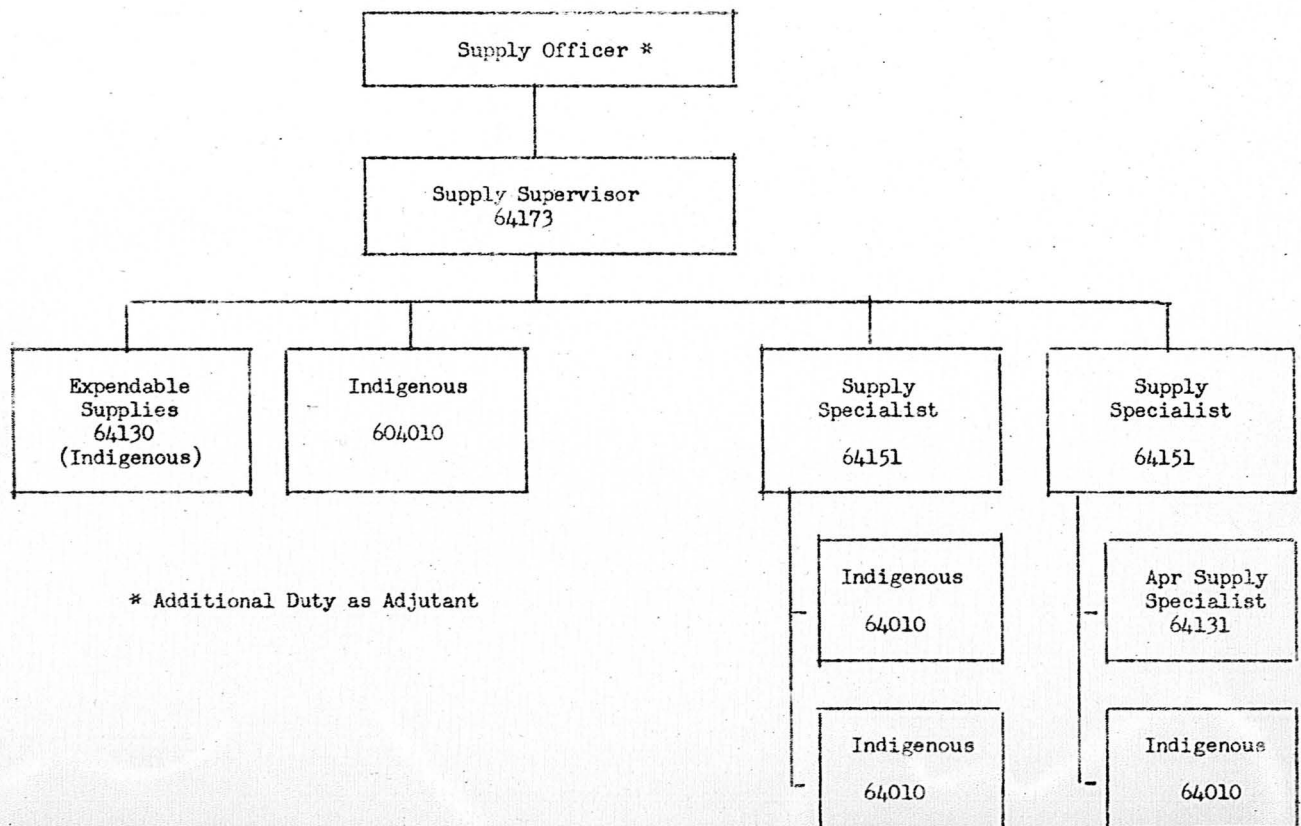 Supply Officer *
Supply Supervisor
64173
Expendable
Supplies
64130
(Indigenous)
Indigenous
604010
Supply
Specialist
64151
Supply
Specialist
64151
* Additional Duty as Adjutant
Indigenous
64010
Apr Supply
Specialist
64131
Indigenous
64010
Indigenous
64010